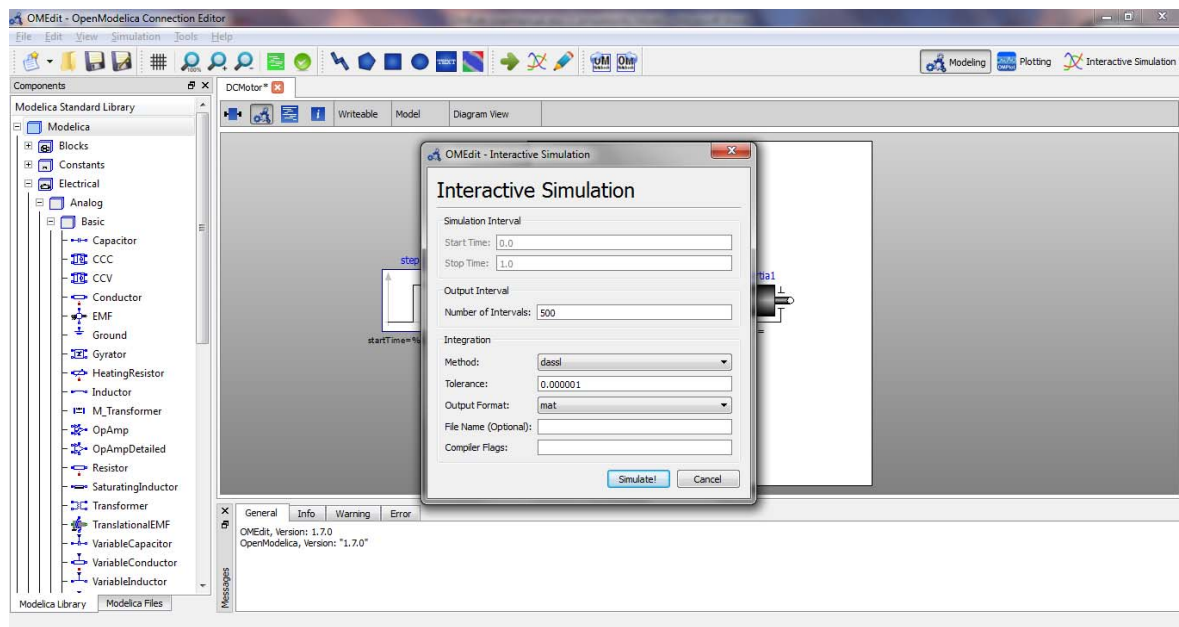 OMEdit - OpenModelica Connection Editor
File Edit View Simulation Tools Help
100%
TEXT
OM OM
Modeling Plotting Interactive Simulation
Components
DCMotor*
Modelica Standard Library
Writeable Model Diagram View
Modelica
Blocks
Constants
Electrical
Analog
Basic
Capacitor
CCC
CCV
Conductor
EMF
Ground
Gyrator
HeatingResistor
Inductor
M_Transformer
OpAmp
OpAmpDetailed
Resistor
SaturatingInductor
Transformer
TranslationalEMF
VariableCapacitor
VariableConductor
VariableInductor
Modelica Library Modelica Files
step
startTime=%
tia1
=
OMEdit - Interactive Simulation
Interactive Simulation
Simulation Interval
Start Time: 0.0
Stop Time: 1.0
Output Interval
Number of Intervals: 500
Integration
Method: dassl
Tolerance: 0.000001
Output Format: mat
File Name (Optional):
Compiler Flags:
Simulate! Cancel
General Info Warning Error
OMEdit, Version: 1.7.0
OpenModelica, Version: "1.7.0"
Messages